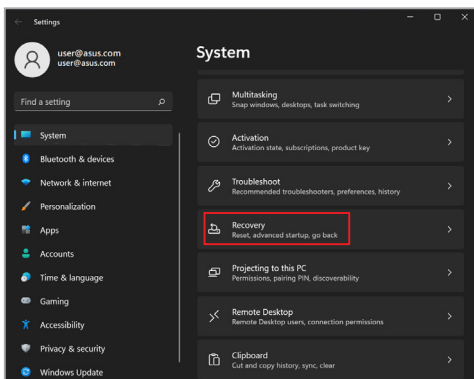 Settings
user@asus.com
user@asus.com
Find a setting
System
Bluetooth & devices
Network & internet
Personalization
Apps
Accounts
Time & language
Gaming
Accessibility
Privacy & security
Windows Update
System
Multitasking
Snap windows, desktops, task switching
Activation
Activation state, subscriptions, product key
Troubleshoot
Recommended troubleshooters, preferences, history
Recovery
Reset, advanced startup, go back
Projecting to this PC
Permissions, pairing PIN, discoverability
Remote Desktop
Remote Desktop users, connection permissions
Clipboard
Cut and copy history, sync, clear